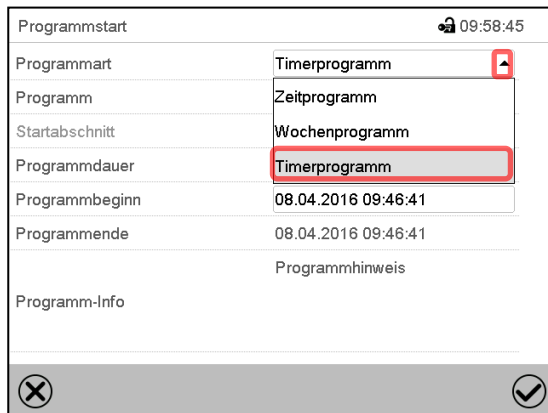 Programmstart 09:58:45
Programmart Timerprogramm
Programm Zeitprogramm
Startabschnitt Wochenprogramm
Programmdauer Timerprogramm
Programmbeginn 08.04.2016 09:46:41
Programmende 08.04.2016 09:46:41
Programmhinweis
Programm-Info